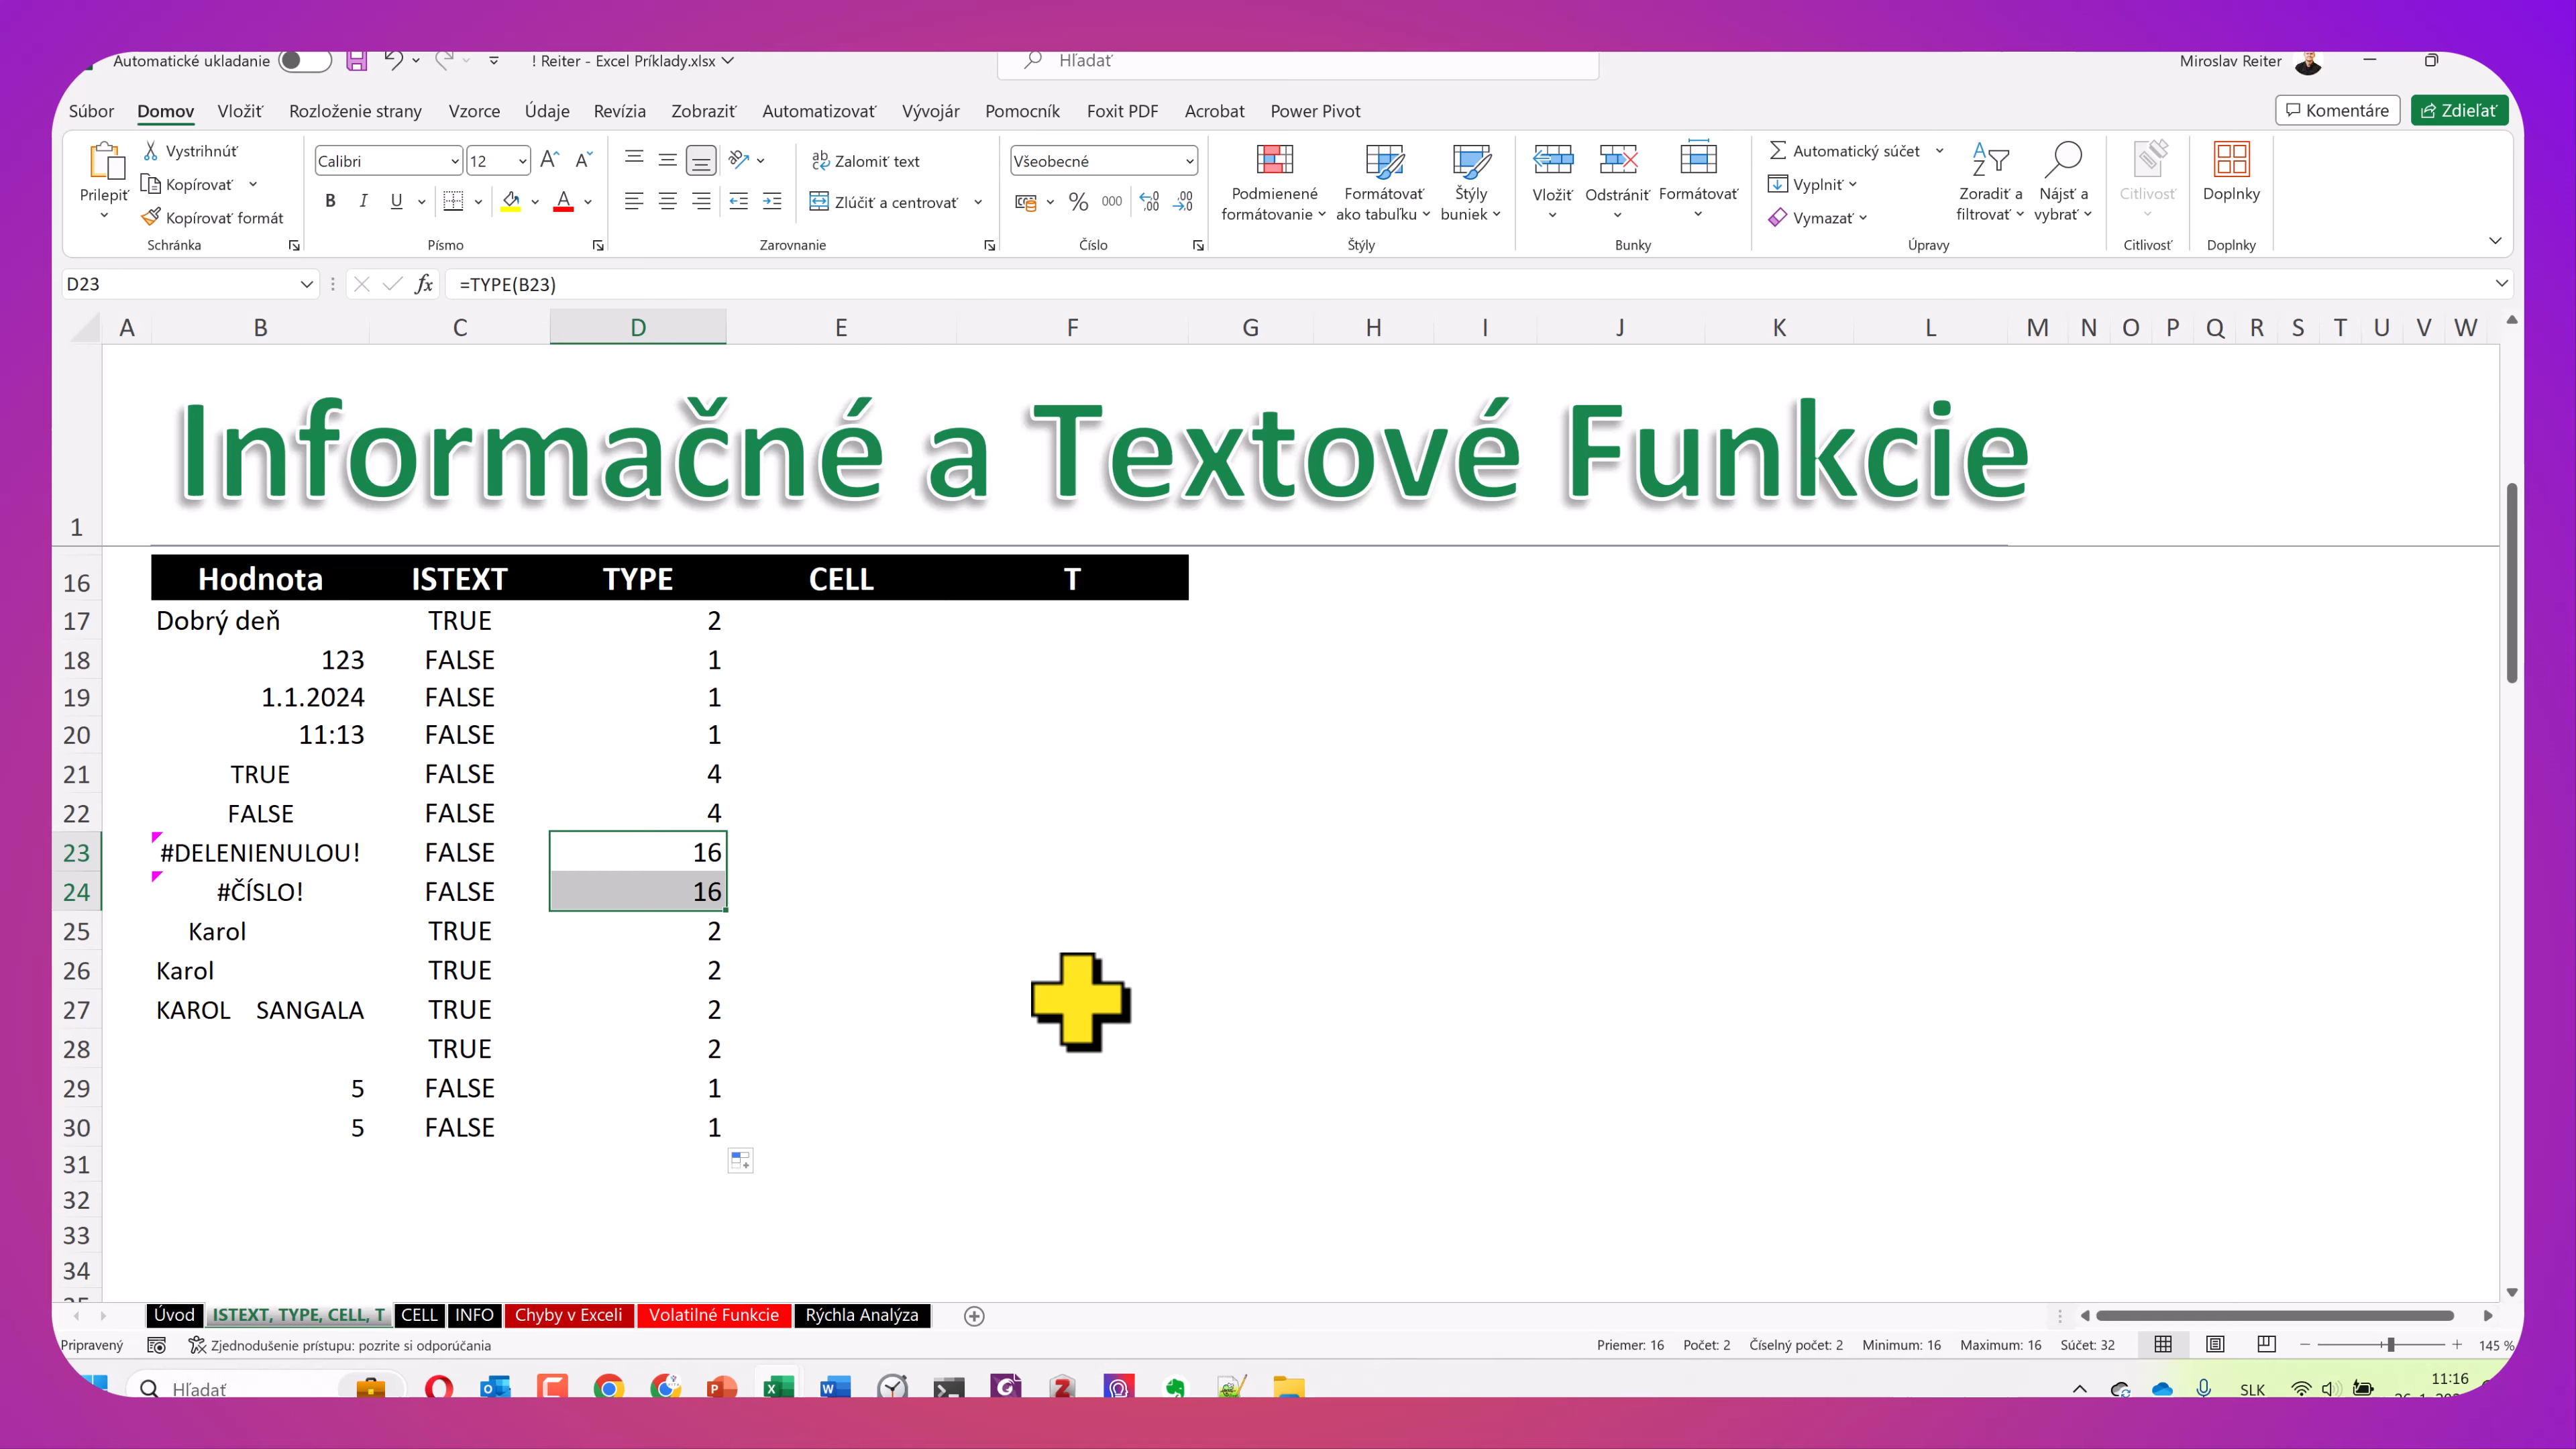 Automatické ukladanie ! Reiter - Excel Príklady.xlsx Hľadať Miroslav Reiter
Súbor Domov Vložiť Rozloženie strany Vzorce Údaje Revízia Zobraziť Automatizovať Vývojár Pomocník Foxit PDF Acrobat Power Pivot Komentáre Zdieľať
Prilepiť
Vystrihnúť
Kopírovať
Kopírovať formát
Schránka
Calibri 12
B I U A
Písmo
Zalomiť text
Zlúčiť a centrovať
Zarovnanie
Všeobecné
% 000
Číslo
Podmienené formátovanie
Formátovať ako tabuľku
Štýly buniek
Štýly
Vložiť Odstrániť Formátovať
Bunky
Automatický súčet
Vyplniť
Vymazať
Zoradiť a filtrovať
Nájsť a vybrať
Úpravy
Citlivosť
Citlivosť
Doplnky
Doplnky
D23 fx =TYPE(B23)
A B C D E F G H I J K L M N O P Q R S T U V W
1 Informačné a Textové Funkcie
16 Hodnota ISTEXT TYPE CELL T
17 Dobrý deň TRUE 2
18 123 FALSE 1
19 1.1.2024 FALSE 1
20 11:13 FALSE 1
21 TRUE FALSE 4
22 FALSE FALSE 4
23 #DELENIENULOU! FALSE 16
24 #ČÍSLO! FALSE 16
25 Karol TRUE 2
26 Karol TRUE 2
27 KAROL SANGALA TRUE 2
28 TRUE 2
29 5 FALSE 1
30 5 FALSE 1
31
32
33
34
Úvod ISTEXT, TYPE, CELL, T CELL INFO Chyby v Exceli Volatilné Funkcie Rýchla Analýza
Pripravený Zjednodušenie prístupu: pozrite si odporúčania Priemer: 16 Počet: 2 Číselný počet: 2 Minimum: 16 Maximum: 16 Súčet: 32 145 %
Hľadať SLK 11:16